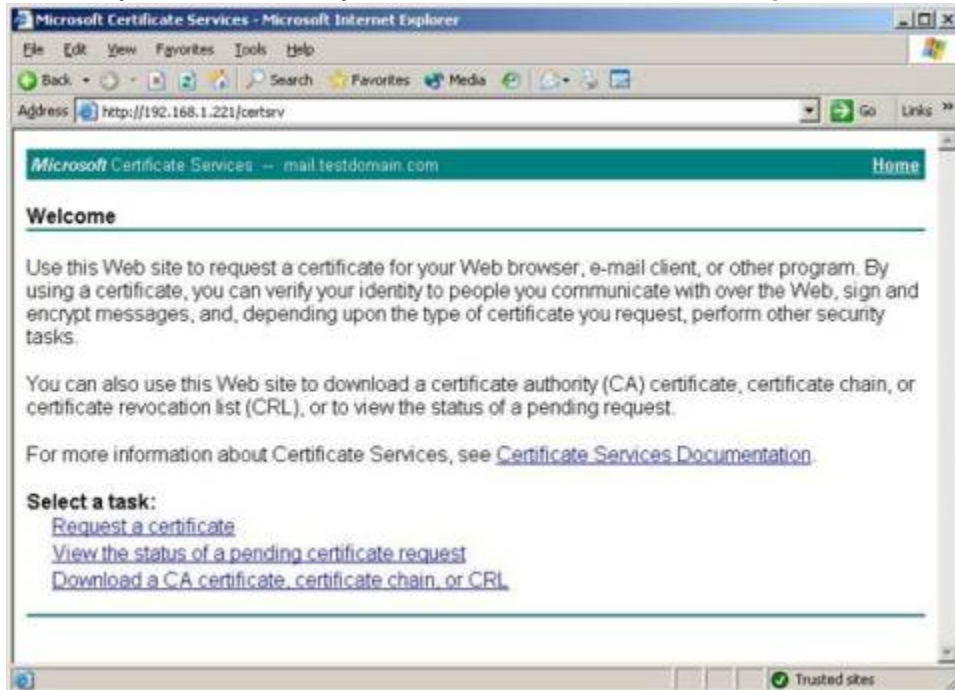 Microsoft Certificate Services - Microsoft Internet Explorer
File Edit View Favorites Tools Help
Back Search Favorites Media
Address http://192.168.1.221/certsrv Go Links »
Microsoft Certificate Services -- mail.testdomain.com Home
Welcome
Use this Web site to request a certificate for your Web browser, e-mail client, or other program. By
using a certificate, you can verify your identity to people you communicate with over the Web, sign and
encrypt messages, and, depending upon the type of certificate you request, perform other security
tasks.
You can also use this Web site to download a certificate authority (CA) certificate, certificate chain, or
certificate revocation list (CRL), or to view the status of a pending request.
For more information about Certificate Services, see Certificate Services Documentation.
Select a task:
Request a certificate
View the status of a pending certificate request
Download a CA certificate, certificate chain, or CRL
Trusted sites